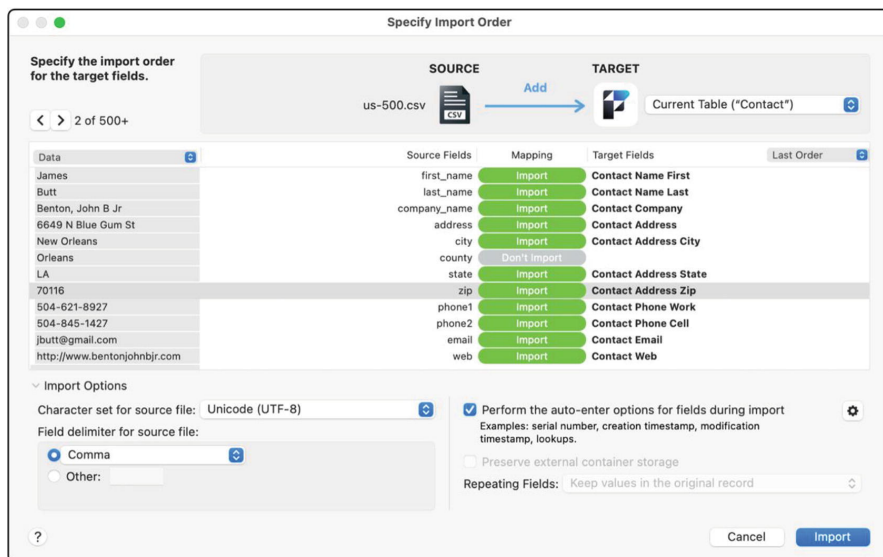 Specify Import Order
Specify the import order
for the target fields.
SOURCE
TARGET
us-500.csv
CSV
Add
Current Table (“Contact”)
2 of 500+
Data Source Fields Mapping Target Fields Last Order
James first_name Import Contact Name First
Butt last_name Import Contact Name Last
Benton, John B Jr company_name Import Contact Company
6649 N Blue Gum St address Import Contact Address
New Orleans city Import Contact Address City
Orleans county Don't Import
LA state Import Contact Address State
70116 zip Import Contact Address Zip
504-621-8927 phone1 Import Contact Phone Work
504-845-1427 phone2 Import Contact Phone Cell
jbutt@gmail.com email Import Contact Email
http://www.bentonjohnbjr.com web Import Contact Web
Import Options
Character set for source file: Unicode (UTF-8)
Field delimiter for source file:
Comma
Other:
Perform the auto-enter options for fields during import
Examples: serial number, creation timestamp, modification
timestamp, lookups.
Preserve external container storage
Repeating Fields: Keep values in the original record
?
Cancel
Import